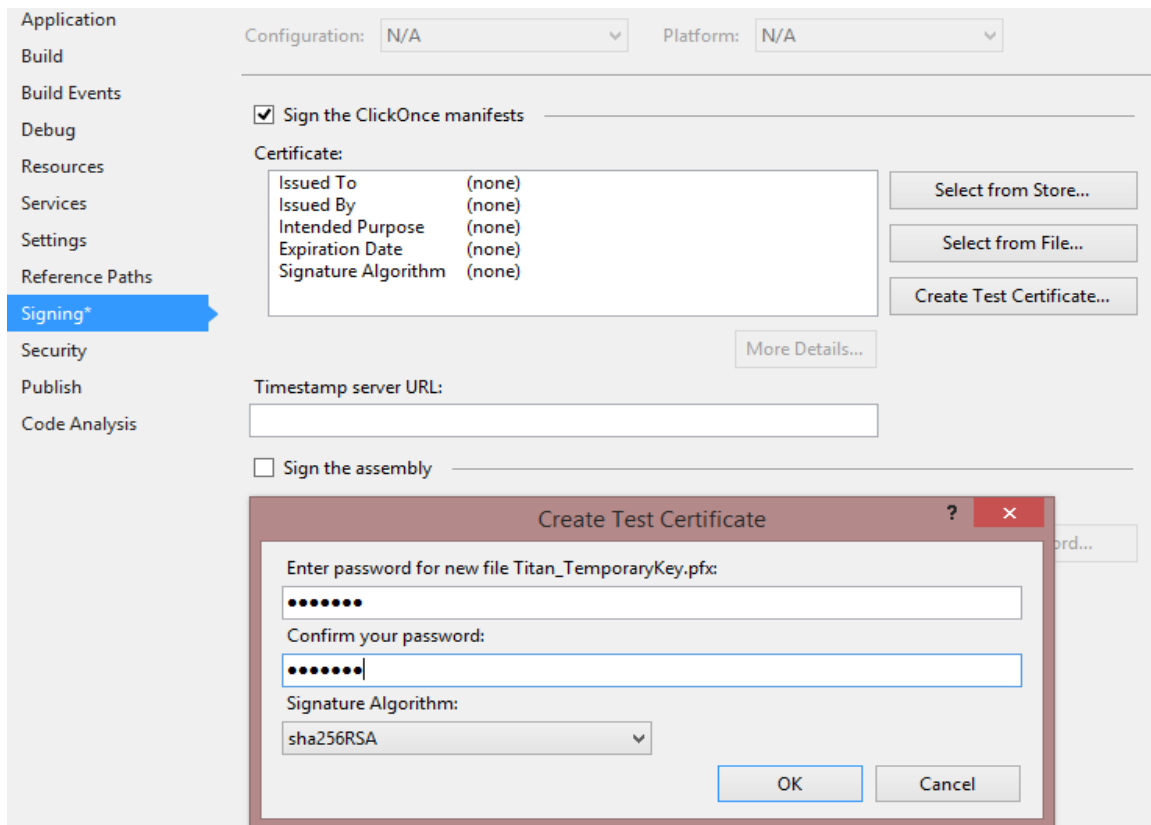 Application
Build
Build Events
Debug
Resources
Services
Settings
Reference Paths
Signing*
Security
Publish
Code Analysis
Configuration: N/A Platform: N/A
Sign the ClickOnce manifests
Certificate:
Issued To (none)
Issued By (none)
Intended Purpose (none)
Expiration Date (none)
Signature Algorithm (none)
Select from Store...
Select from File...
Create Test Certificate...
More Details...
Timestamp server URL:
Sign the assembly
Create Test Certificate ?
Enter password for new file Titan_TemporaryKey.pfx:
•••••••
Confirm your password:
•••••••
Signature Algorithm:
sha256RSA
OK Cancel